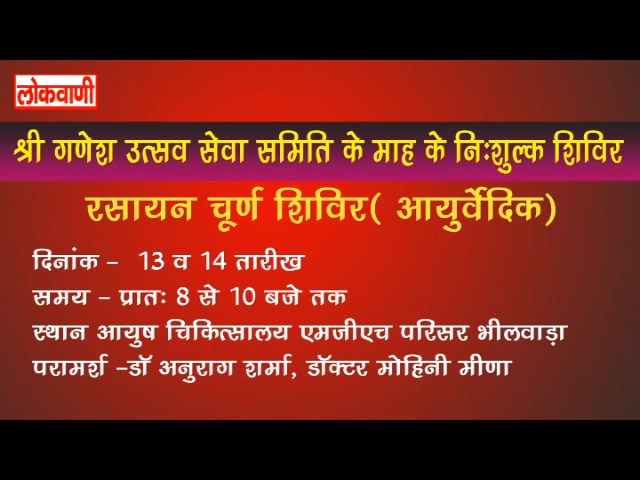 लोकवाणी
श्री गणेश उत्सव सेवा समिति के माह के निःशुल्क शिविर
रसायन चूर्ण शिविर( आयुर्वेदिक)
दिनांक – 13 व 14 तारीख
समय – प्रातः 8 से 10 बजे तक
स्थान आयुष चिकित्सालय एमजीएच परिसर भीलवाड़ा
परामर्श –डॉ अनुराग शर्मा, डॉक्टर मोहिनी मीणा